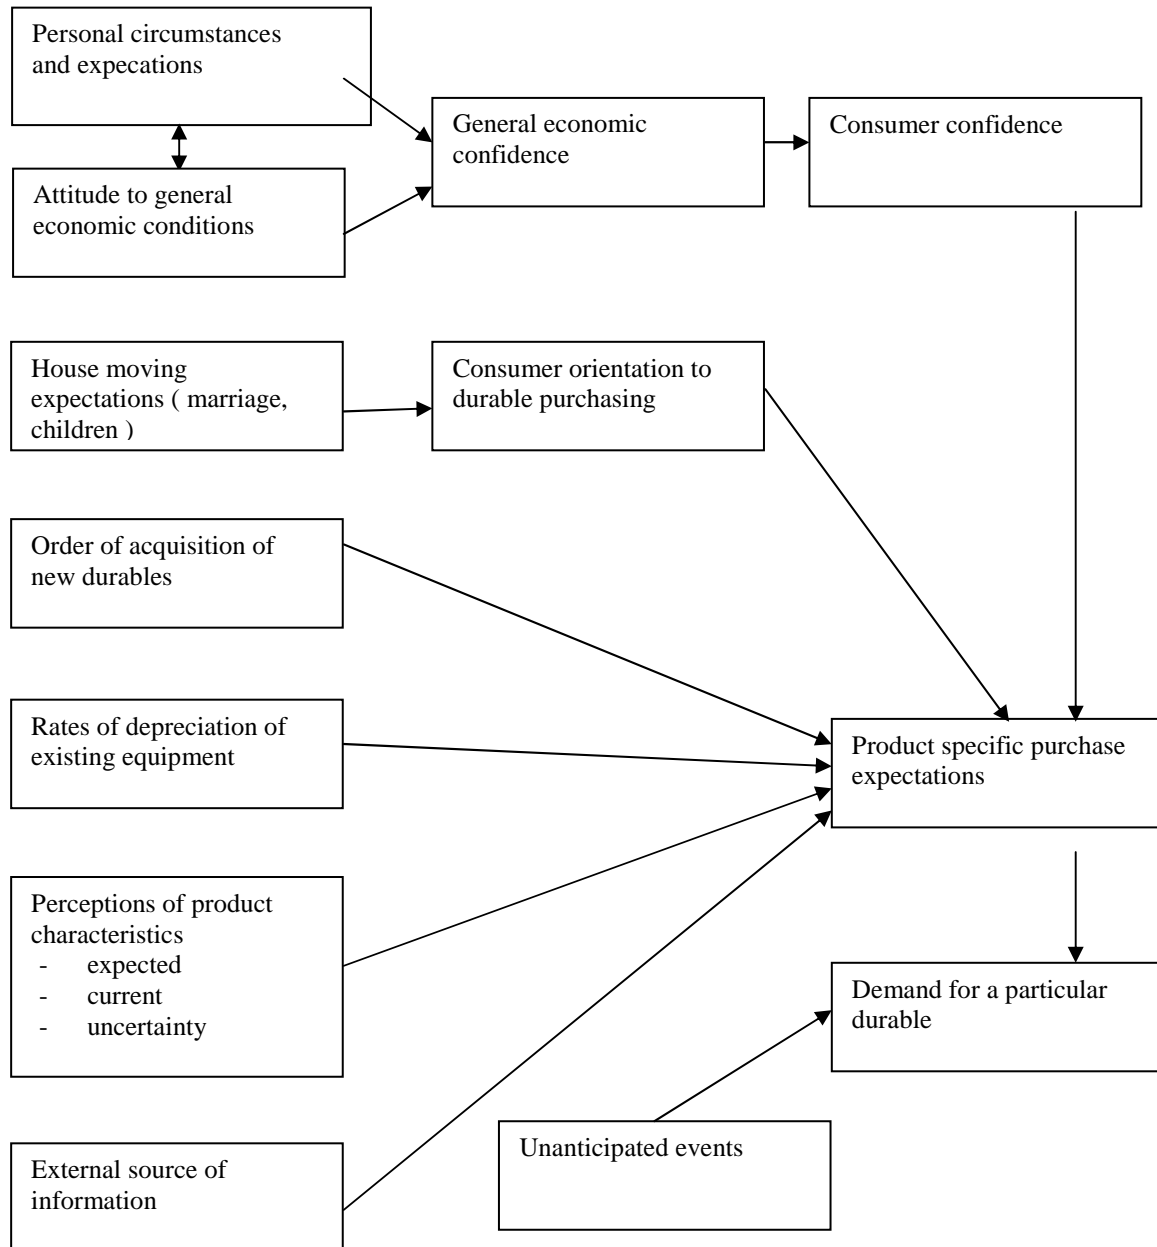 Personal circumstances
and expecations
General economic
confidence
Consumer confidence
Attitude to general
economic conditions
House moving
expectations ( marriage,
children )
Consumer orientation to
durable purchasing
Order of acquisition of
new durables
Rates of depreciation of
existing equipment
Product specific purchase
expectations
Perceptions of product
characteristics
- expected
- current
- uncertainty
Demand for a particular
durable
Unanticipated events
External source of
information